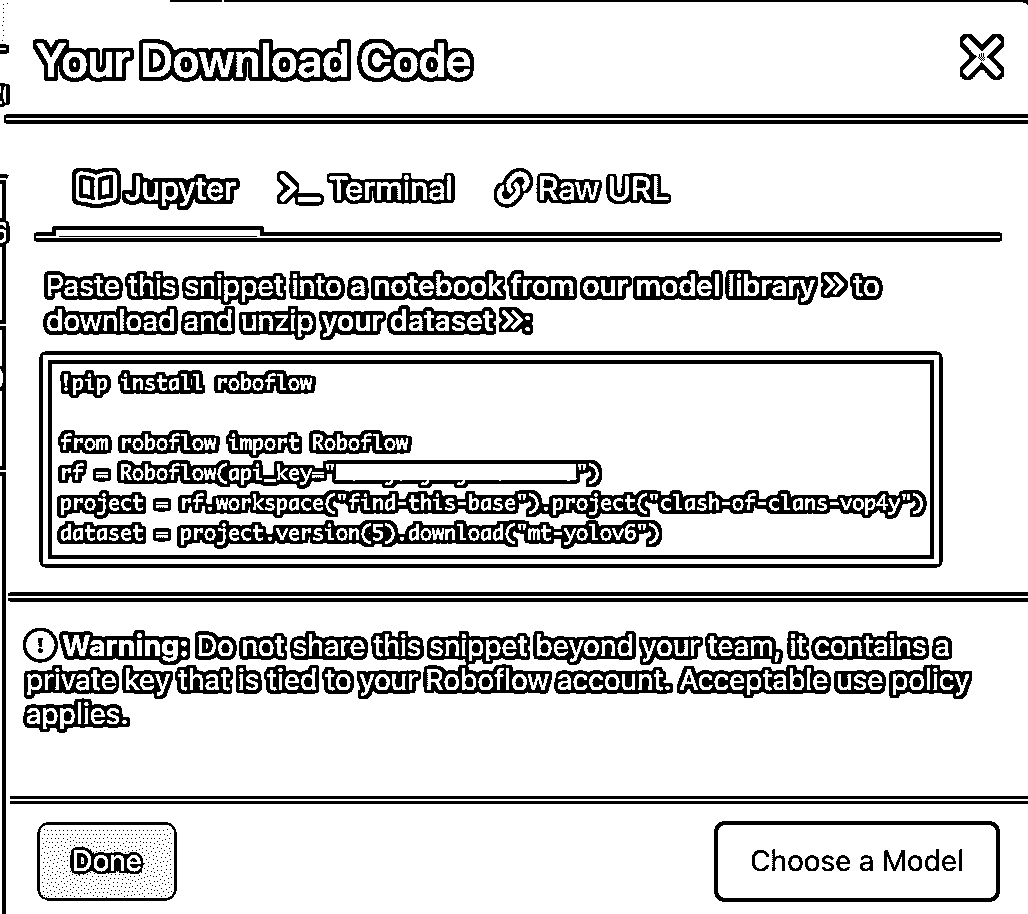 Your Download Code
Jupyter Terminal Raw URL
Paste this snippet into a notebook from our model library » to
download and unzip your dataset »:
!pip install roboflow
from roboflow import Roboflow
rf = Roboflow(api_key="")
project = rf.workspace("find-this-base").project("clash-of-clans-vop4y")
dataset = project.version(5).download("mt-yolov6")
Warning: Do not share this snippet beyond your team, it contains a
private key that is tied to your Roboflow account. Acceptable use policy
applies.
Done Choose a Model